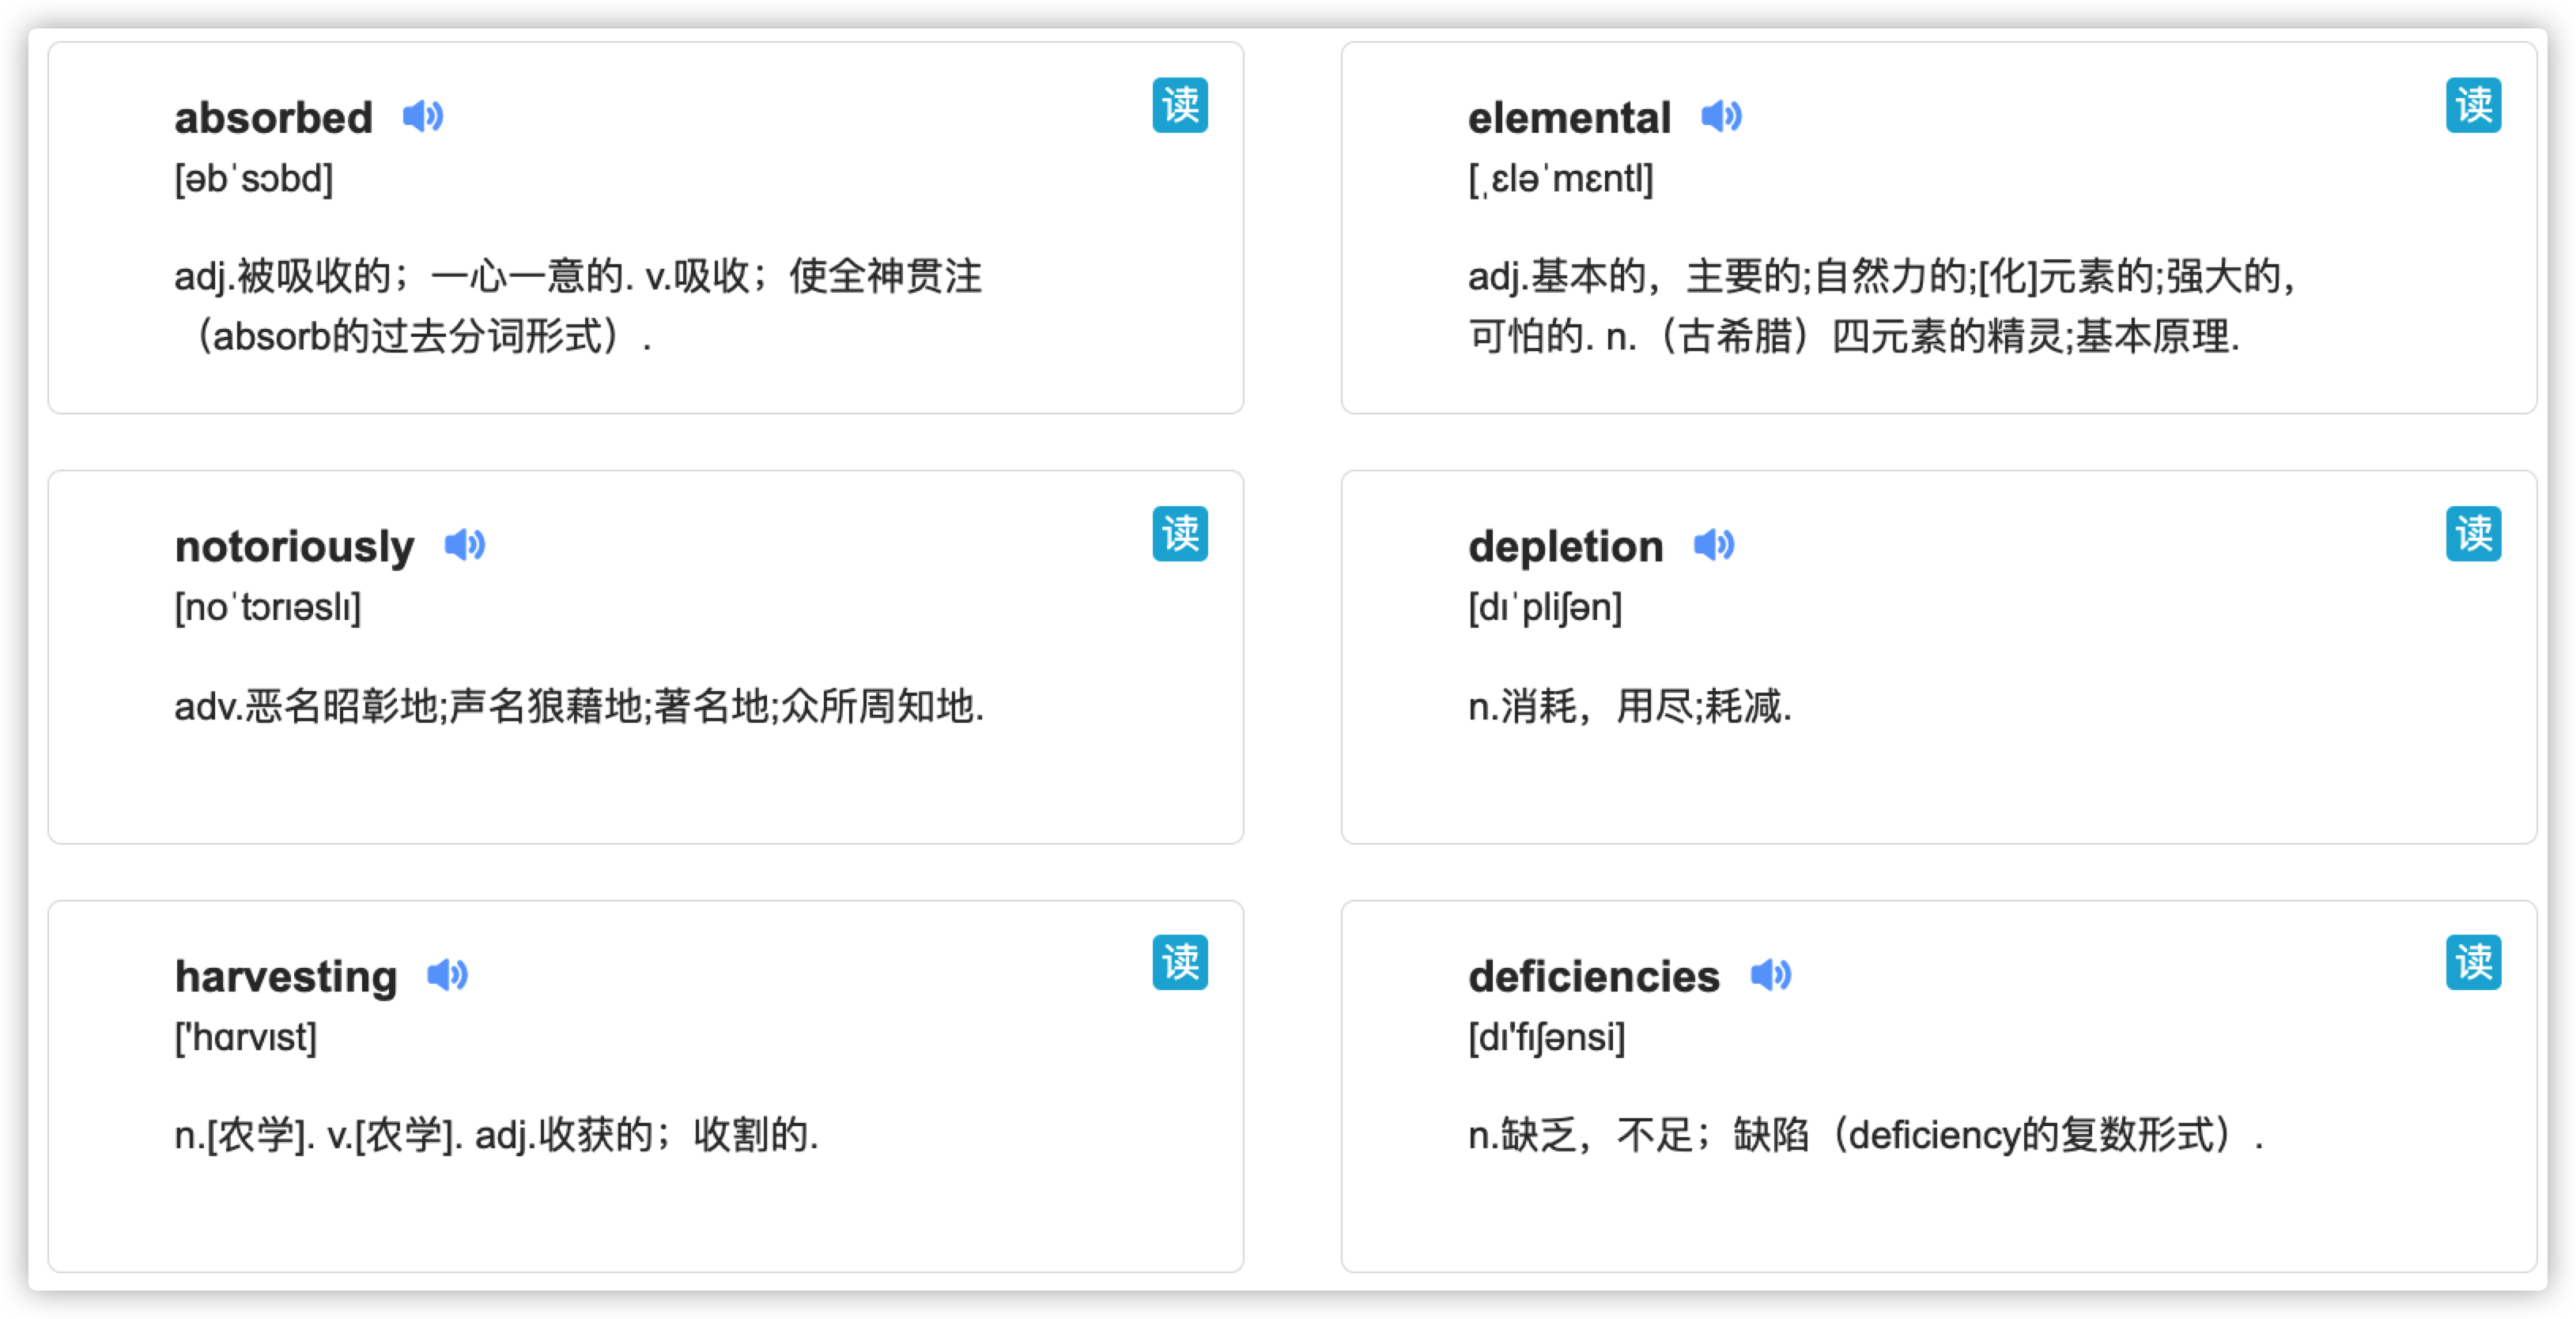 absorbed
读
[əbˈsɔbd]
adj.被吸收的；一心一意的. v.吸收；使全神贯注
（absorb的过去分词形式）.
elemental
读
[ˌɛləˈmɛntl]
adj.基本的，主要的;自然力的;[化]元素的;强大的，
可怕的. n.（古希腊）四元素的精灵;基本原理.
notoriously
读
[noˈtɔrɪəslɪ]
adv.恶名昭彰地;声名狼藉地;著名地;众所周知地.
depletion
读
[dɪˈpliʃən]
n.消耗，用尽;耗减.
harvesting
读
['hɑrvɪst]
n.[农学]. v.[农学]. adj.收获的；收割的.
deficiencies
读
[dɪ'fɪʃənsi]
n.缺乏，不足；缺陷（deficiency的复数形式）.